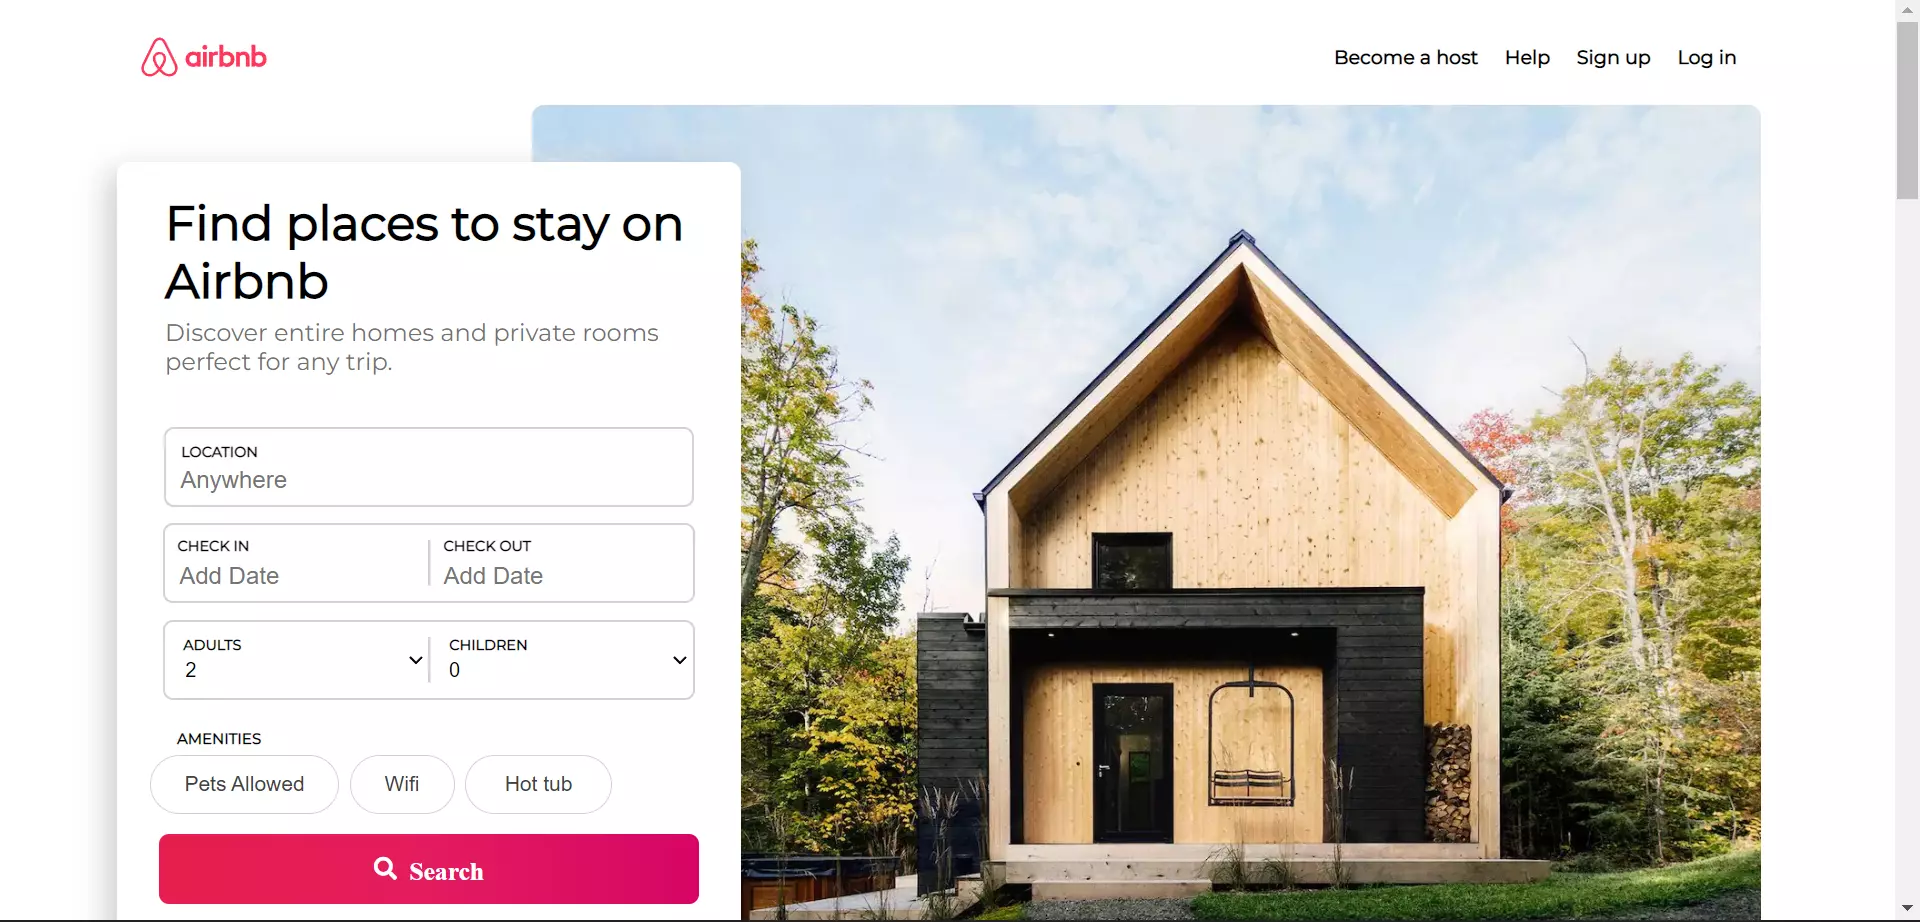 airbnb
Become a host Help Sign up Log in
Find places to stay on
Airbnb
Discover entire homes and private rooms
perfect for any trip.
LOCATION
Anywhere
CHECK IN CHECK OUT
Add Date Add Date
ADULTS CHILDREN
2 0
AMENITIES
Pets Allowed Wifi Hot tub
Search